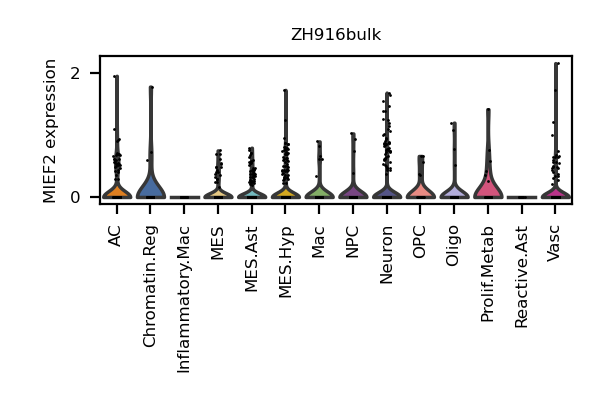 ZH916bulk
MIEF2 expression
2
0
AC
Chromatin.Reg
Inflammatory.Mac
MES
MES.Ast
MES.Hyp
Mac
NPC
Neuron
OPC
Oligo
Prolif.Metab
Reactive.Ast
Vasc